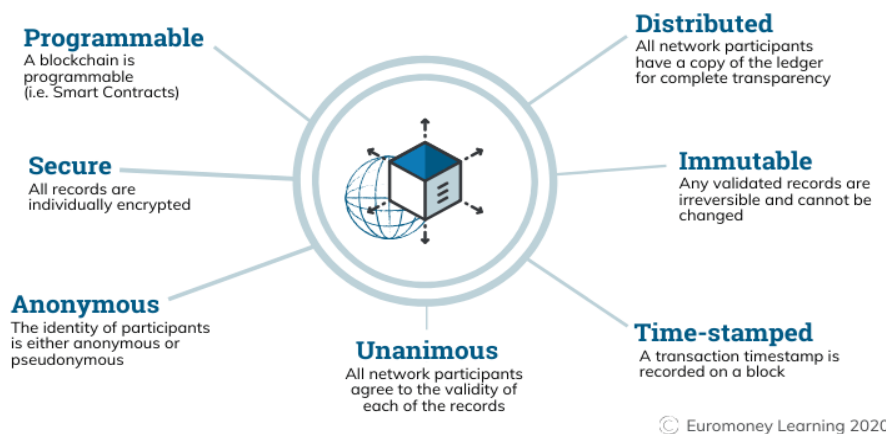 Programmable
A blockchain is
programmable
(i.e. Smart Contracts)
Secure
All records are
individually encrypted
Anonymous
The identity of participants
is either anonymous or
pseudonymous
Unanimous
All network participants
agree to the validity of
each of the records
Distributed
All network participants
have a copy of the ledger
for complete transparency
Immutable
Any validated records are
irreversible and cannot be
changed
Time-stamped
A transaction timestamp is
recorded on a block
© Euromoney Learning 2020